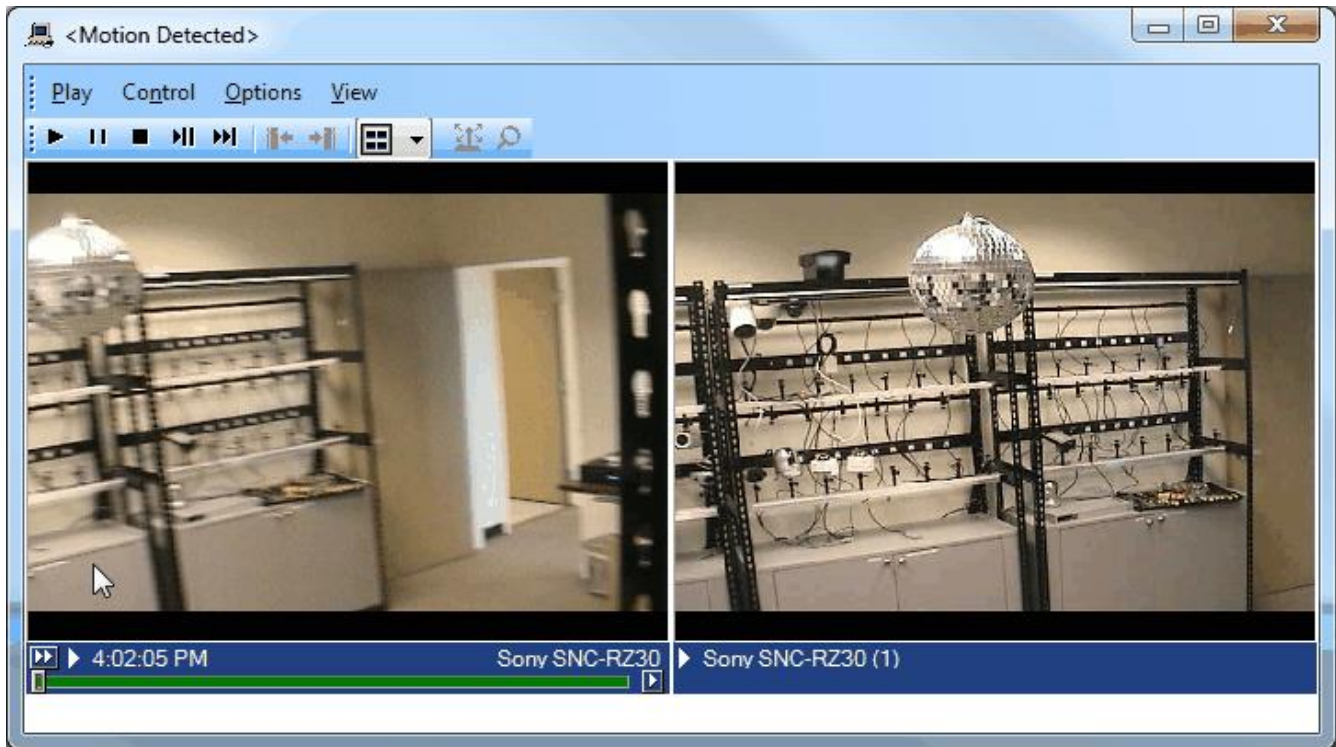 <Motion Detected>
Play Control Options View
4:02:05 PM Sony SNC-RZ30
Sony SNC-RZ30 (1)